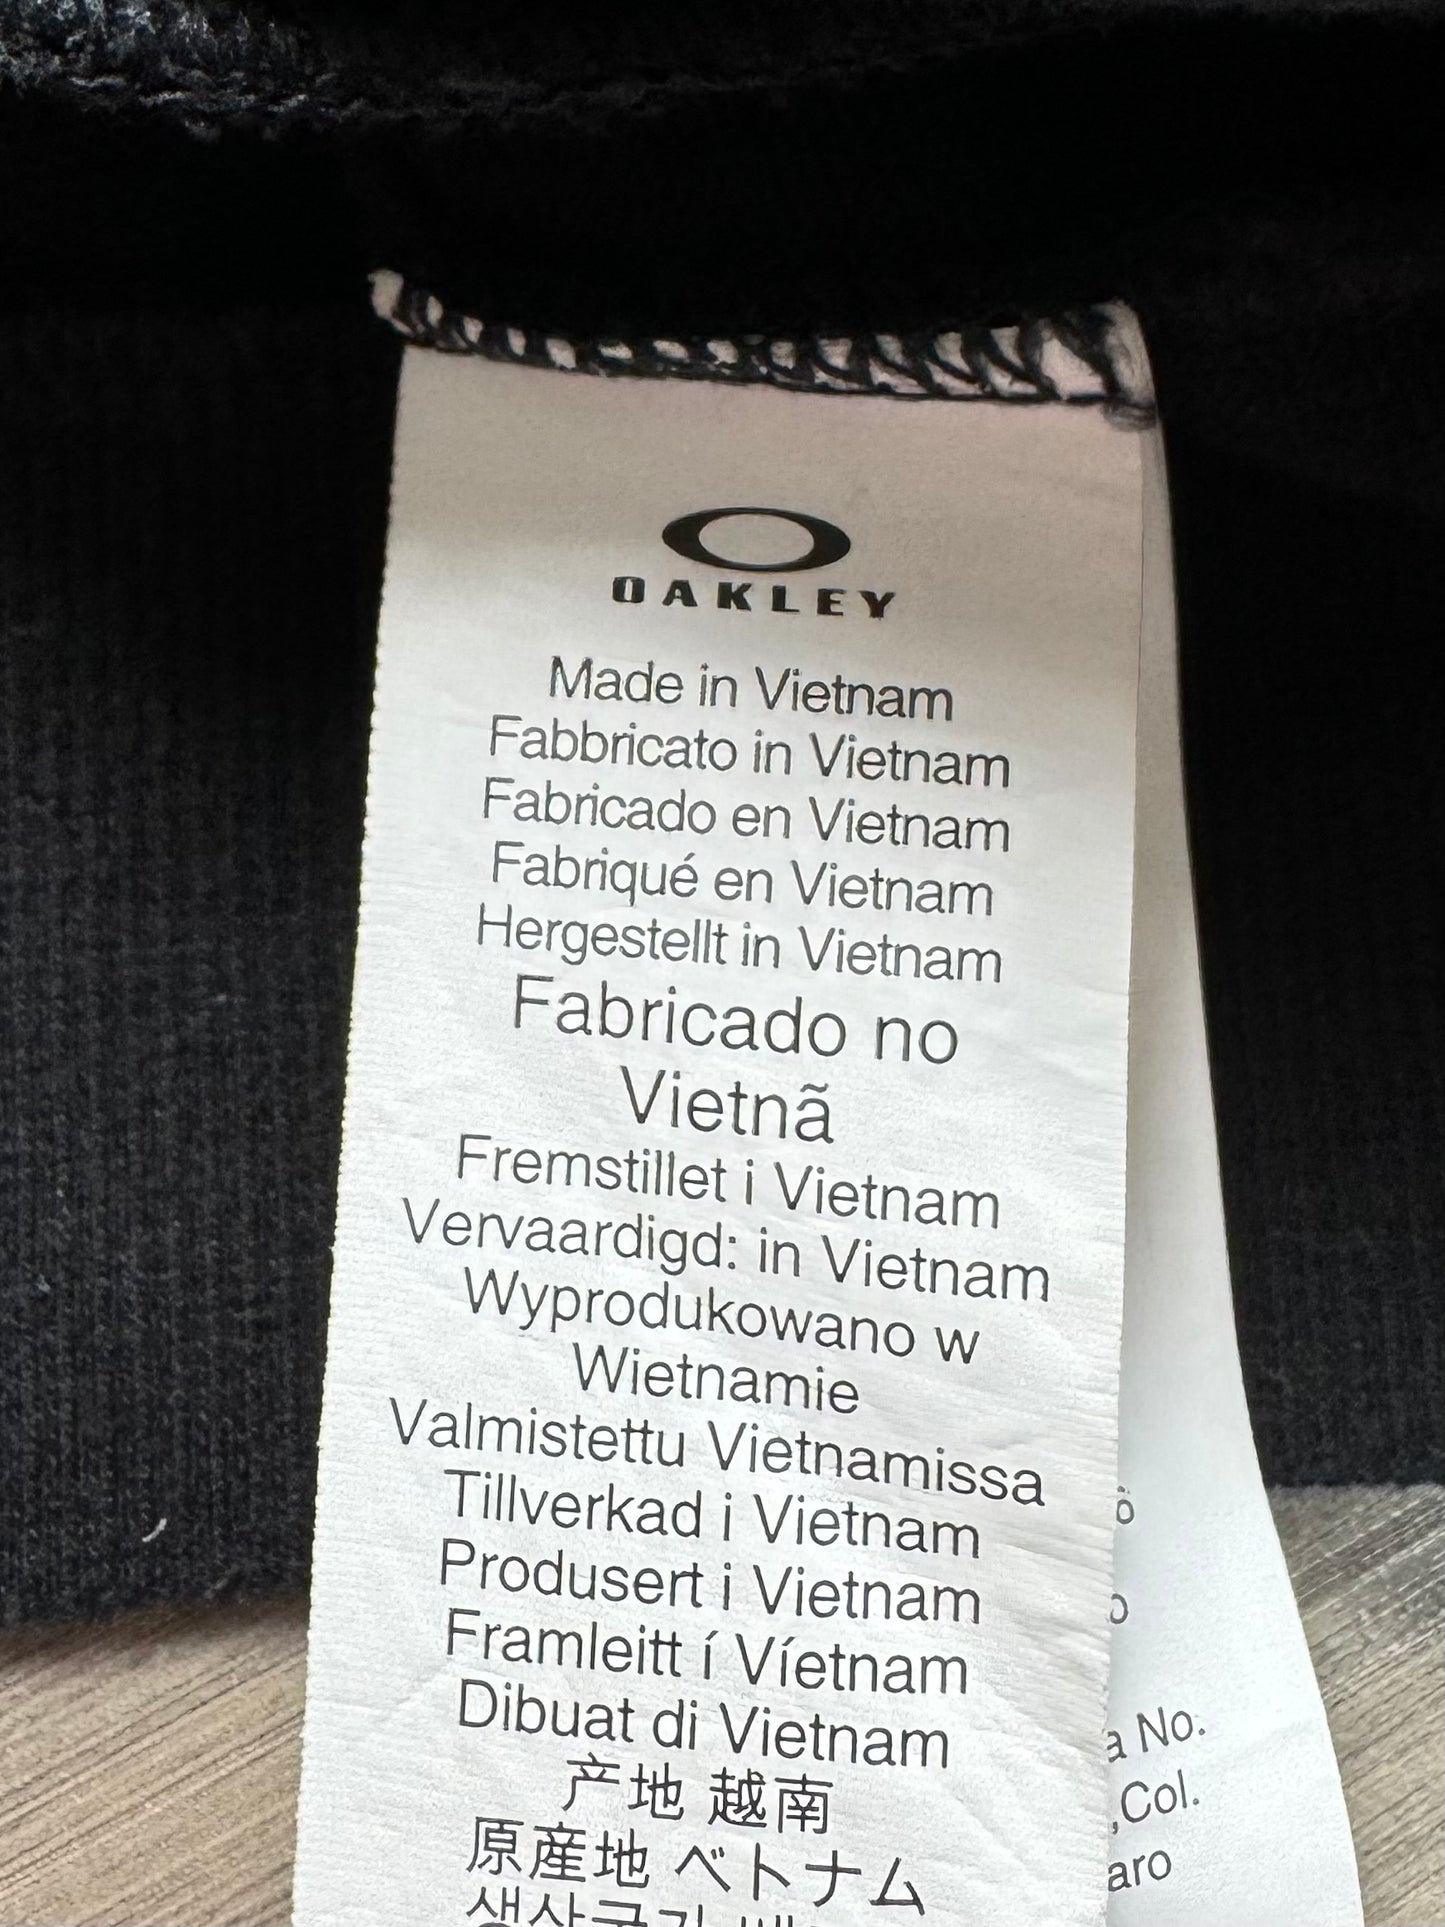 OAKLEY
Made in Vietnam
Fabbricato in Vietnam
Fabricado en Vietnam
Fabriqué en Vietnam
Hergestellt in Vietnam
Fabricado no
Vietnã
Fremstillet i Vietnam
Vervaardigd: in Vietnam
Wyprodukowano w
Wietnamie
Valmistettu Vietnamissa
Tillverkad i Vietnam
Produsert i Vietnam
Framleitt í Víetnam
Dibuat di Vietnam
产地 越南
原産地 ベトナム
No.
Col.